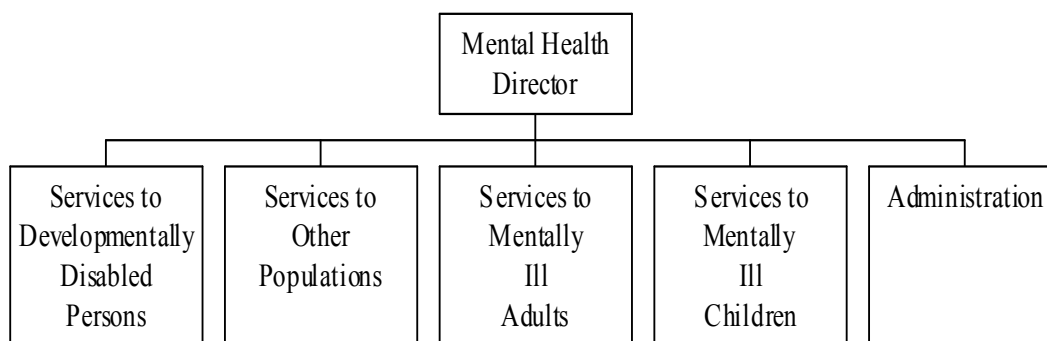 Mental Health
Director
Services to
Developmentally
Disabled
Persons
Services to
Other
Populations
Services to
Mentally
Ill
Adults
Services to
Mentally
Ill
Children
Administration